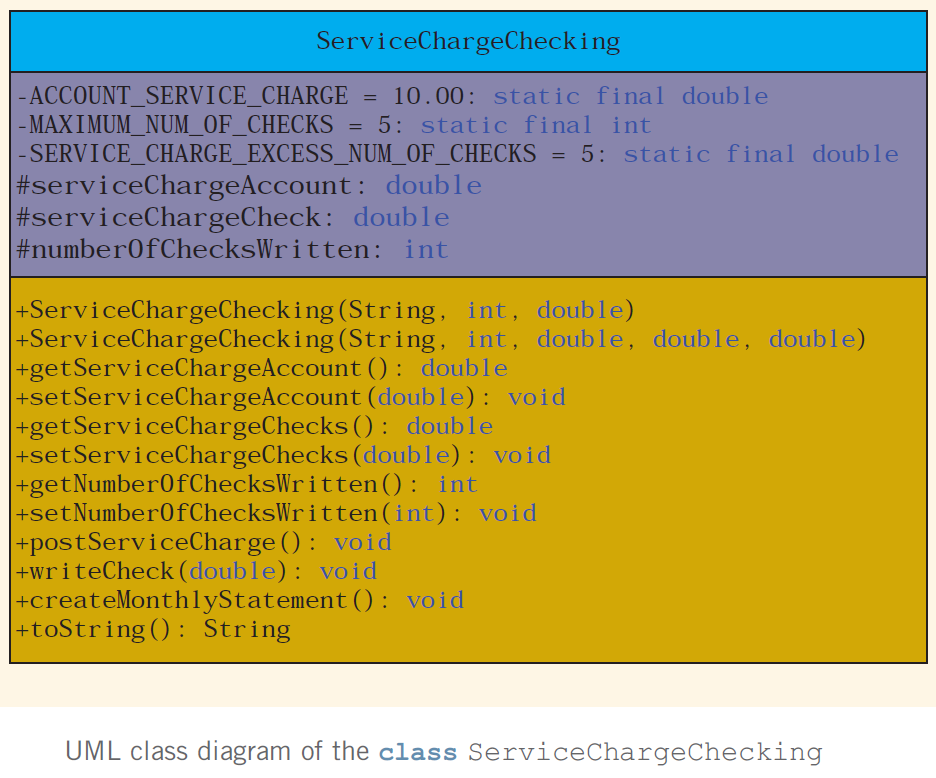 ServiceChargeChecking
-ACCOUNT_SERVICE_CHARGE = 10.00: static final double
-MAXIMUM_NUM_OF_CHECKS = 5: static final int
-SERVICE_CHARGE_EXCESS_NUM_OF_CHECKS = 5: static final double
#serviceChargeAccount: double
#serviceChargeCheck: double
#numberOfChecksWritten: int
+ServiceChargeChecking(String, int, double)
+ServiceChargeChecking(String, int, double, double, double)
+getServiceChargeAccount(): double
+setServiceChargeAccount(double): void
+getServiceChargeChecks(): double
+setServiceChargeChecks(double): void
+getNumberOfChecksWritten(): int
+setNumberOfChecksWritten(int): void
+postServiceCharge(): void
+writeCheck(double): void
+createMonthlyStatement(): void
+toString(): String
UML class diagram of the class ServiceChargeChecking